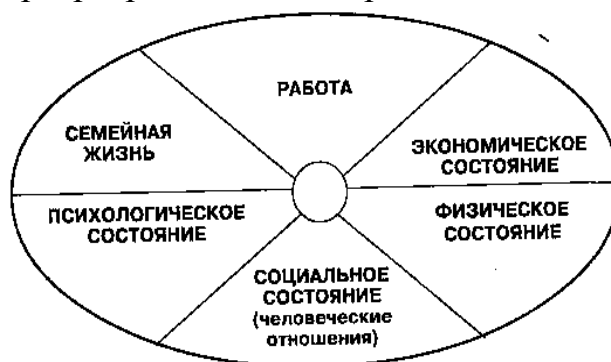 РАБОТА
СЕМЕЙНАЯ
ЖИЗНЬ
ЭКОНОМИЧЕСКОЕ
СОСТОЯНИЕ
ПСИХОЛОГИЧЕСКОЕ
СОСТОЯНИЕ
ФИЗИЧЕСКОЕ
СОСТОЯНИЕ
СОЦИАЛЬНОЕ
СОСТОЯНИЕ
(человеческие
отношения)